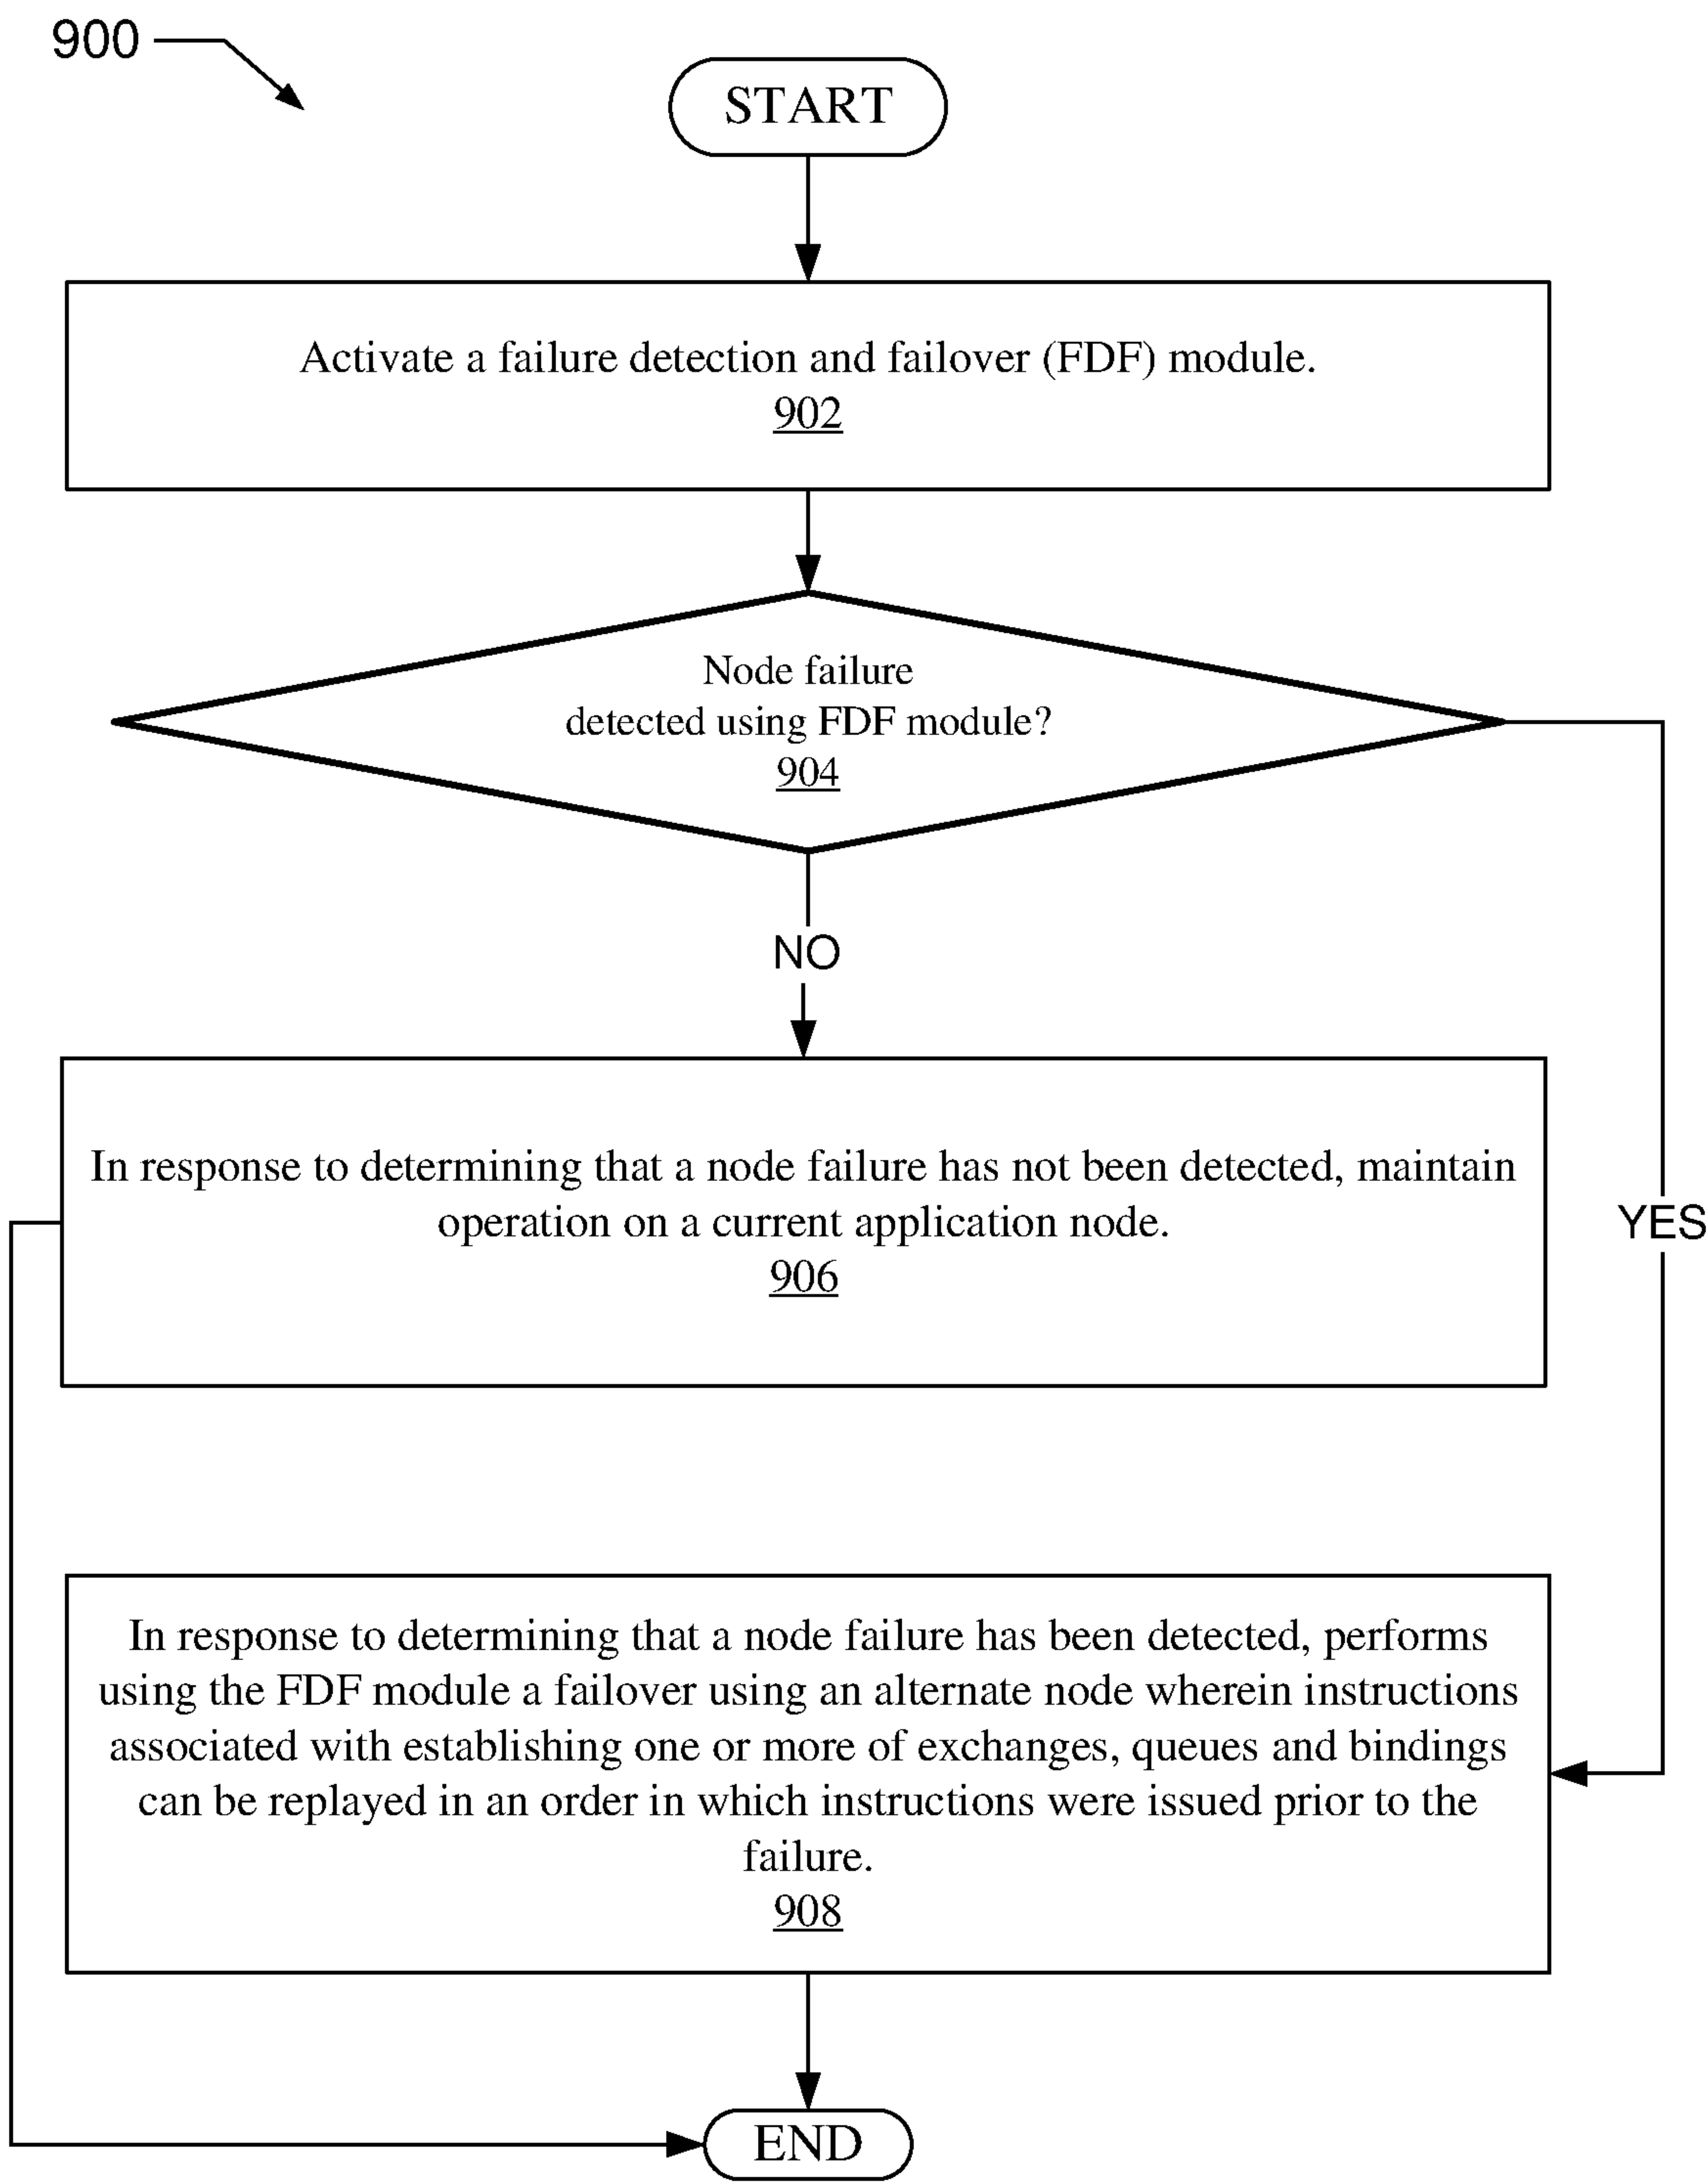 900
START
Activate a failure detection and failover (FDF) module.
902
Node failure
detected using FDF module?
904
NO
In response to determining that a node failure has not been detected, maintain
operation on a current application node.
906
YES
In response to determining that a node failure has been detected, performs
using the FDF module a failover using an alternate node wherein instructions
associated with establishing one or more of exchanges, queues and bindings
can be replayed in an order in which instructions were issued prior to the
failure.
908
END